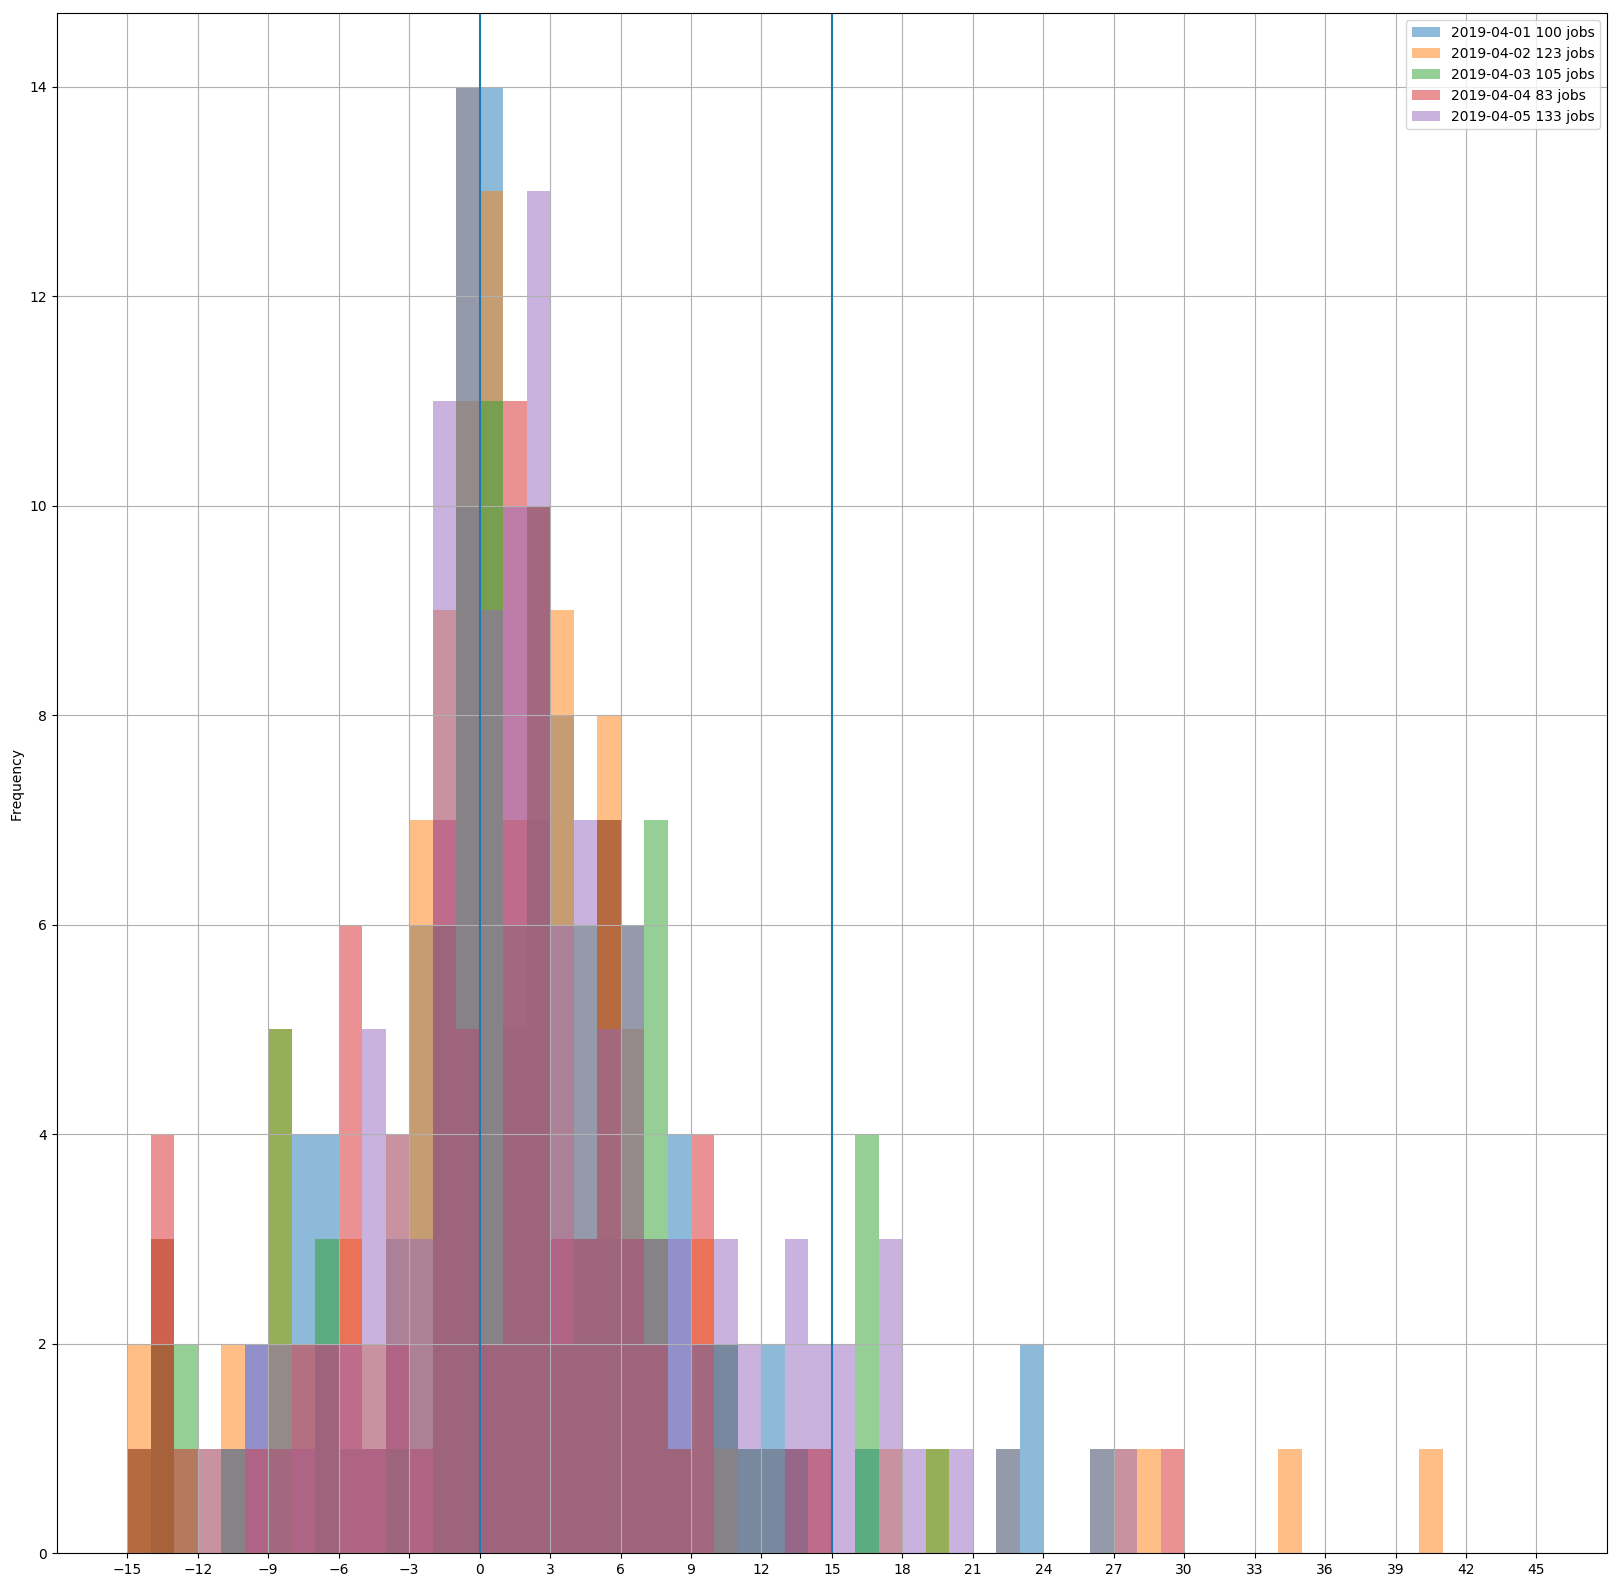 2019-04-01 100 jobs
2019-04-02 123 jobs
2019-04-03 105 jobs
2019-04-04 83 jobs
2019-04-05 133 jobs
14
12
10
8
6
4
2
0
Frequency
−15 −12 −9 −6 −3 0 3 6 9 12 15 18 21 24 27 30 33 36 39 42 45